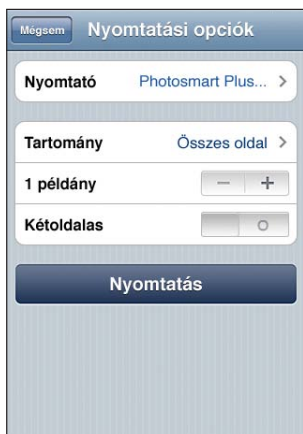 Mégsem Nyomtatási opciók
Nyomtató Photosmart Plus...
Tartomány Összes oldal
1 példány
Kétoldalas
Nyomtatás